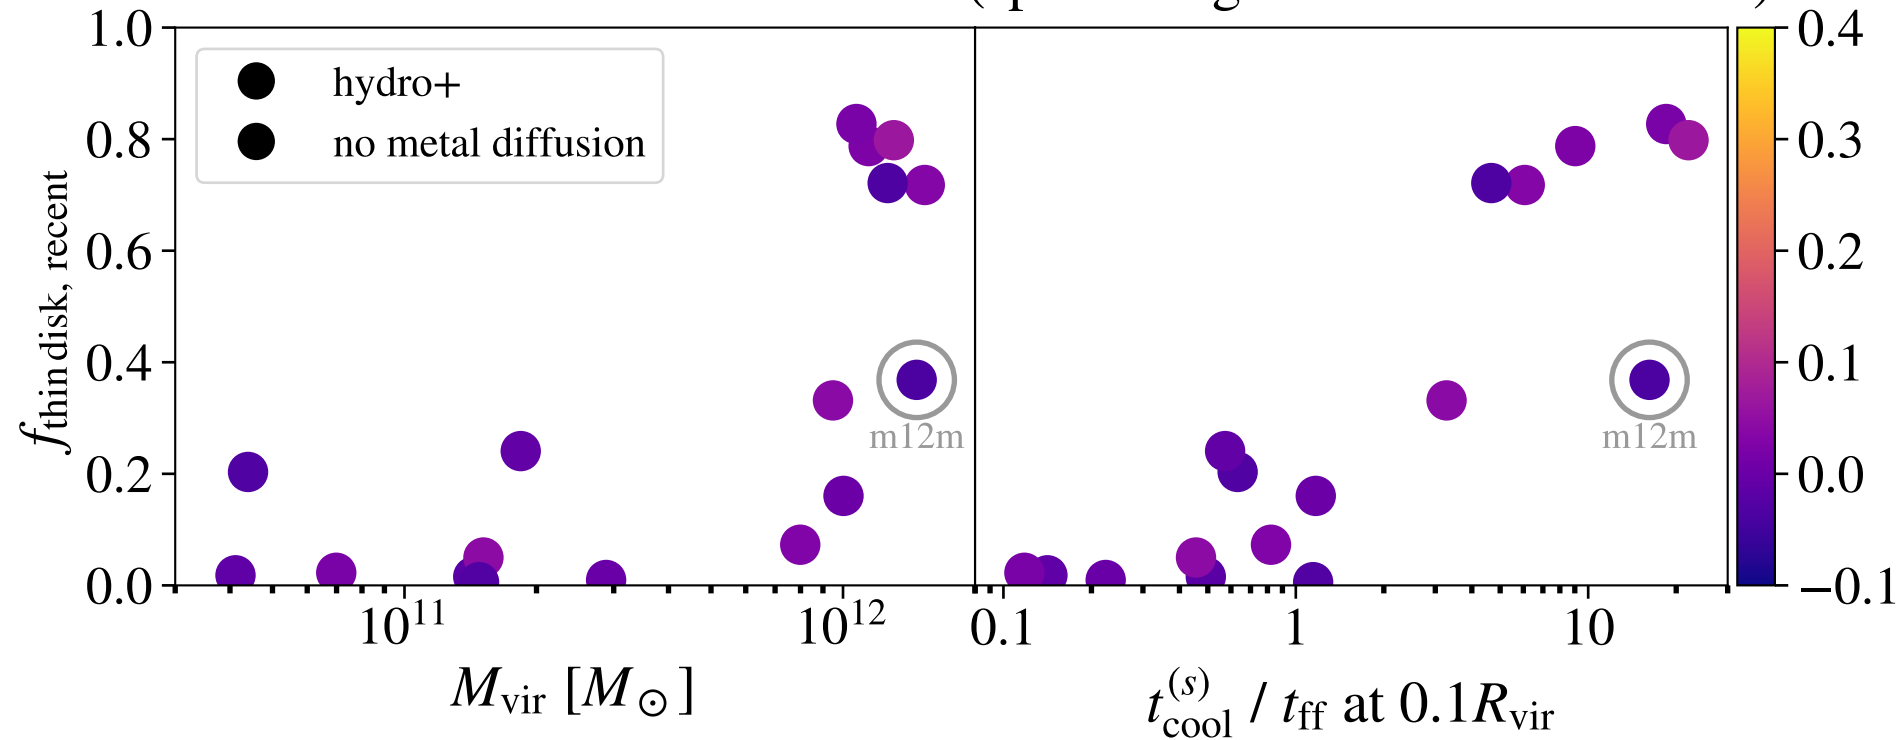 1.0
0.8
0.6
0.4
0.2
0.0
f thin disk, recent
hydro+
no metal diffusion
m12m
m12m
10^11
10^12
M_vir [M_⊙]
0.1
1
10
t_cool^(s) / t_ff at 0.1R_vir
0.4
0.3
0.2
0.1
0.0
−0.1